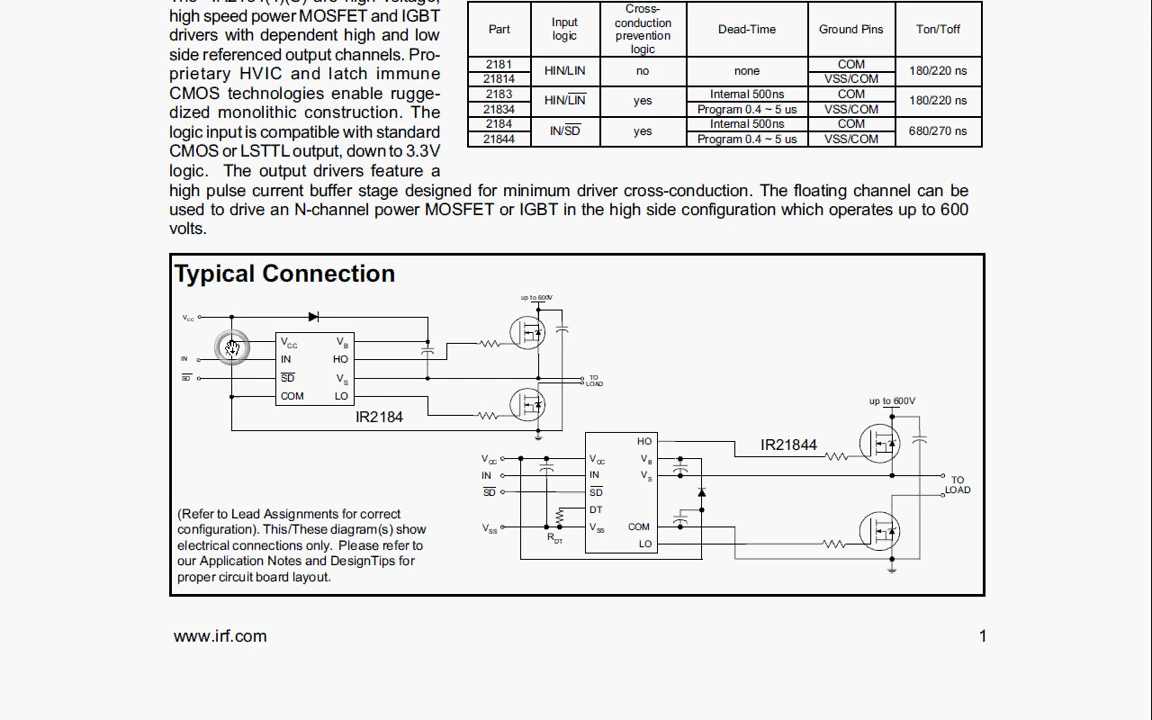 high speed power MOSFET and IGBT
drivers with dependent high and low
side referenced output channels. Pro-
prietary HVIC and latch immune
CMOS technologies enable rugge-
dized monolithic construction. The
logic input is compatible with standard
CMOS or LSTTL output, down to 3.3V
logic. The output drivers feature a
high pulse current buffer stage designed for minimum driver cross-conduction. The floating channel can be
used to drive an N-channel power MOSFET or IGBT in the high side configuration which operates up to 600
volts.
Part Input logic Cross-conduction prevention logic Dead-Time Ground Pins Ton/Toff
2181 HIN/LIN no none COM 180/220 ns
21814 VSS/COM
2183 HIN/LIN yes Internal 500ns COM 180/220 ns
21834 Program 0.4 ~ 5 us VSS/COM
2184 IN/SD yes Internal 500ns COM 680/270 ns
21844 Program 0.4 ~ 5 us VSS/COM
Typical Connection
up to 600V
VCC
VCC VB
IN IN HO
SD SD VS
TO
LOAD
COM LO
IR2184
up to 600V
HO IR21844
VCC VCC VB
IN IN VS
TO
LOAD
SD SD
DT
VSS VSS COM
RDT
LO
(Refer to Lead Assignments for correct
configuration). This/These diagram(s) show
electrical connections only. Please refer to
our Application Notes and DesignTips for
proper circuit board layout.
www.irf.com 1